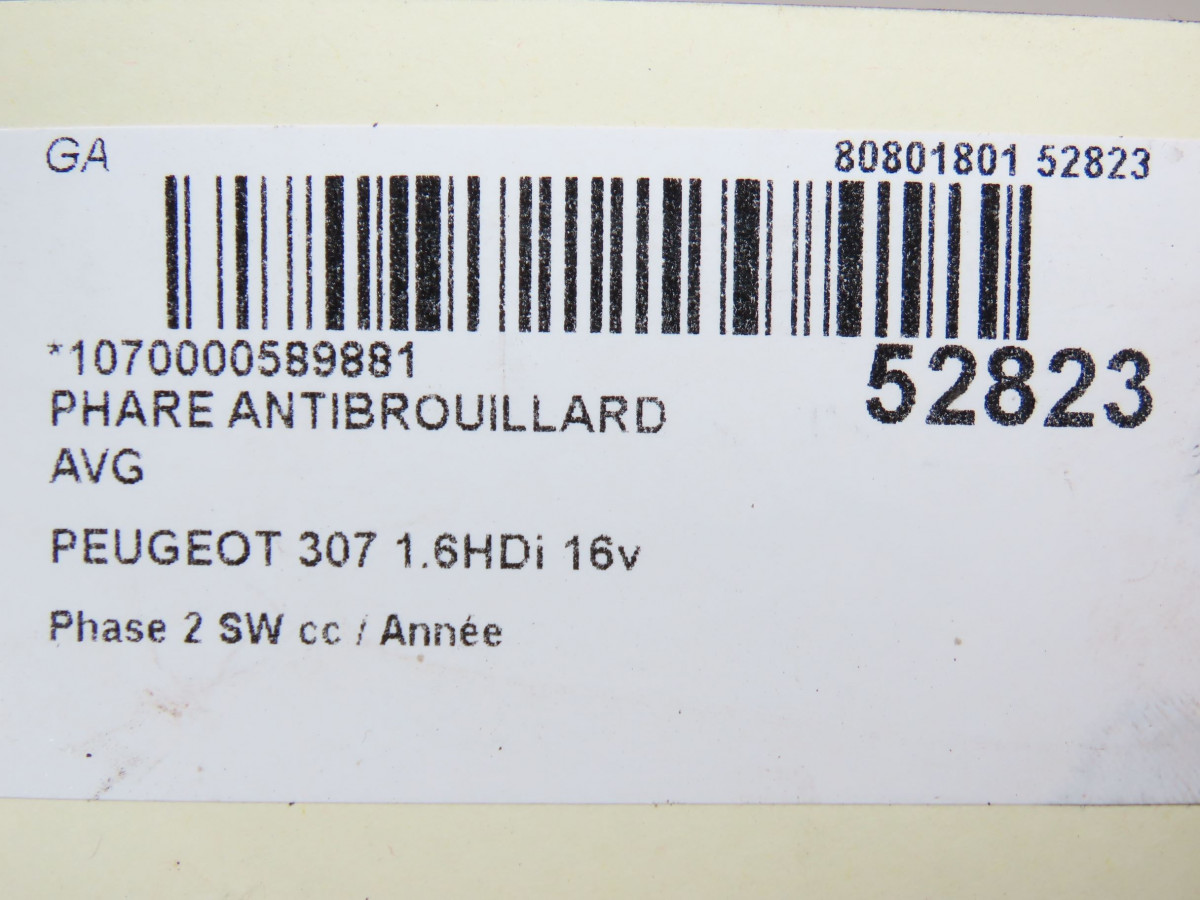 GA 80801801 52823
*1070000589881
52823
PHARE ANTIBROUILLARD
AVG
PEUGEOT 307 1.6HDi 16v
Phase 2 SW cc / Année